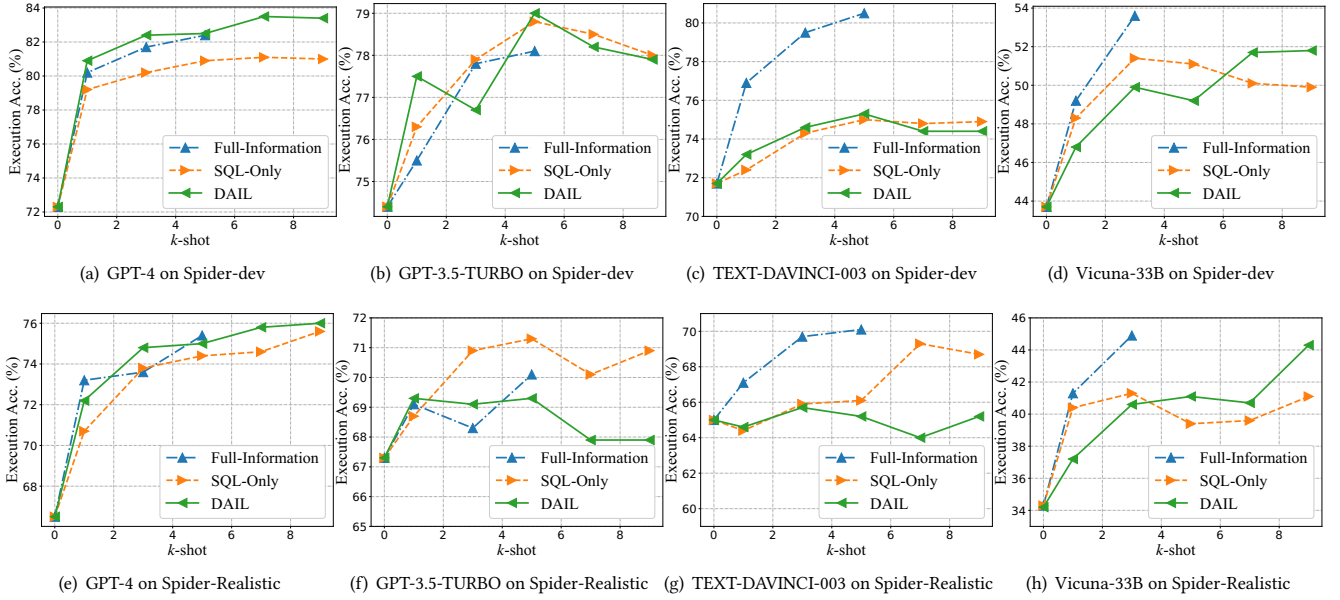 84
82
80
78
76
74
72
Execution Acc. (%)
0 2 4 6 8
k-shot
Full-Information
SQL-Only
DAIL
(a) GPT-4 on Spider-dev
79
78
77
76
75
Execution Acc. (%)
0 2 4 6 8
k-shot
Full-Information
SQL-Only
DAIL
(b) GPT-3.5-TURBO on Spider-dev
80
78
76
74
72
70
Execution Acc. (%)
0 2 4 6 8
k-shot
Full-Information
SQL-Only
DAIL
(c) TEXT-DAVINCI-003 on Spider-dev
54
52
50
48
46
44
Execution Acc. (%)
0 2 4 6 8
k-shot
Full-Information
SQL-Only
DAIL
(d) Vicuna-33B on Spider-dev
76
74
72
70
68
Execution Acc. (%)
0 2 4 6 8
k-shot
Full-Information
SQL-Only
DAIL
(e) GPT-4 on Spider-Realistic
72
71
70
69
68
67
66
65
Execution Acc. (%)
0 2 4 6 8
k-shot
Full-Information
SQL-Only
DAIL
(f) GPT-3.5-TURBO on Spider-Realistic
70
68
66
64
62
60
Execution Acc. (%)
0 2 4 6 8
k-shot
Full-Information
SQL-Only
DAIL
(g) TEXT-DAVINCI-003 on Spider-Realistic
46
44
42
40
38
36
34
Execution Acc. (%)
0 2 4 6 8
k-shot
Full-Information
SQL-Only
DAIL
(h) Vicuna-33B on Spider-Realistic